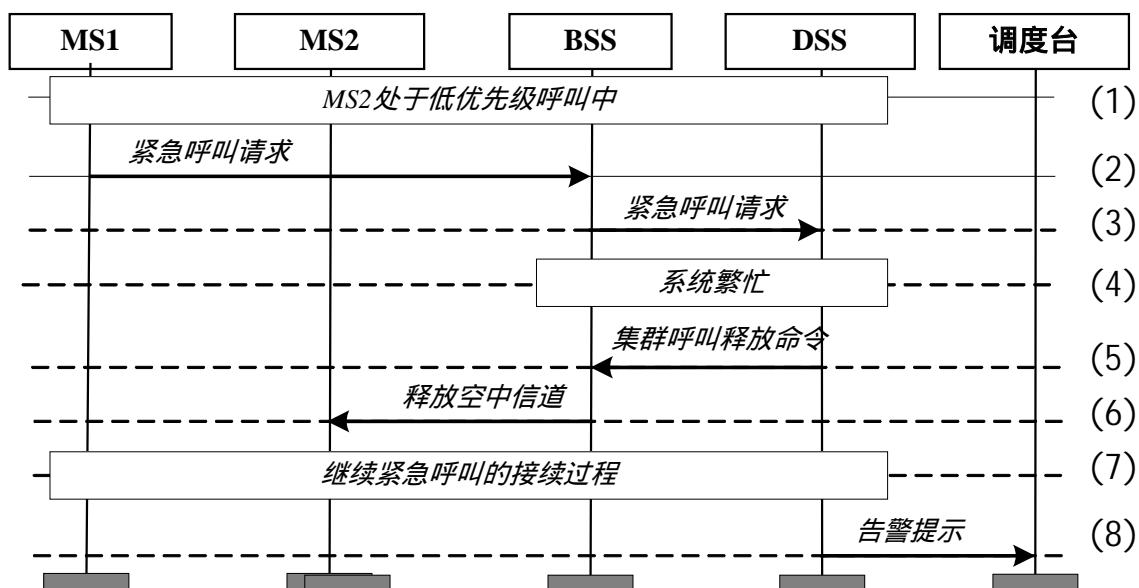 MS1 MS2 BSS DSS 调度台
MS2处于低优先级呼叫中 (1)
紧急呼叫请求 (2)
紧急呼叫请求 (3)
系统繁忙 (4)
集群呼叫释放命令 (5)
释放空中信道 (6)
继续紧急呼叫的接续过程 (7)
告警提示 (8)